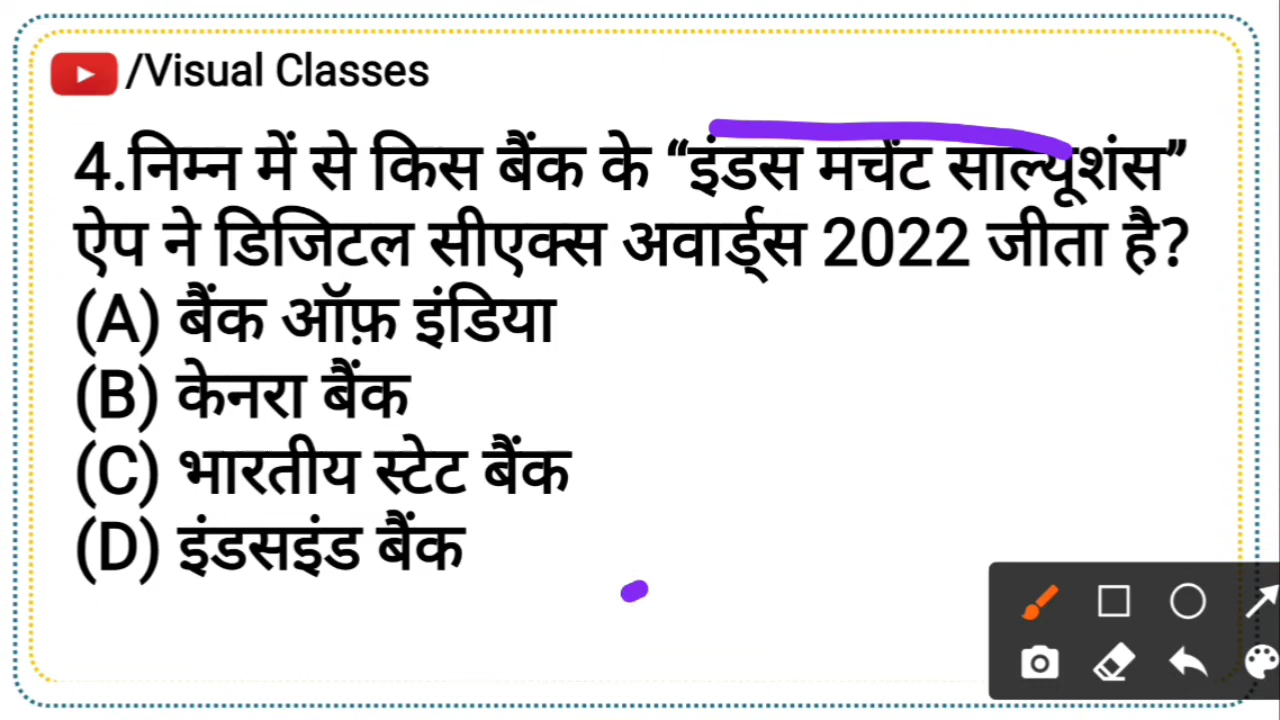 /Visual Classes
4.निम्न में से किस बैंक के “इंडस मर्चेंट साल्यूशंस”
ऐप ने डिजिटल सीएक्स अवार्ड्स 2022 जीता है?
(A) बैंक ऑफ़ इंडिया
(B) केनरा बैंक
(C) भारतीय स्टेट बैंक
(D) इंडसइंड बैंक